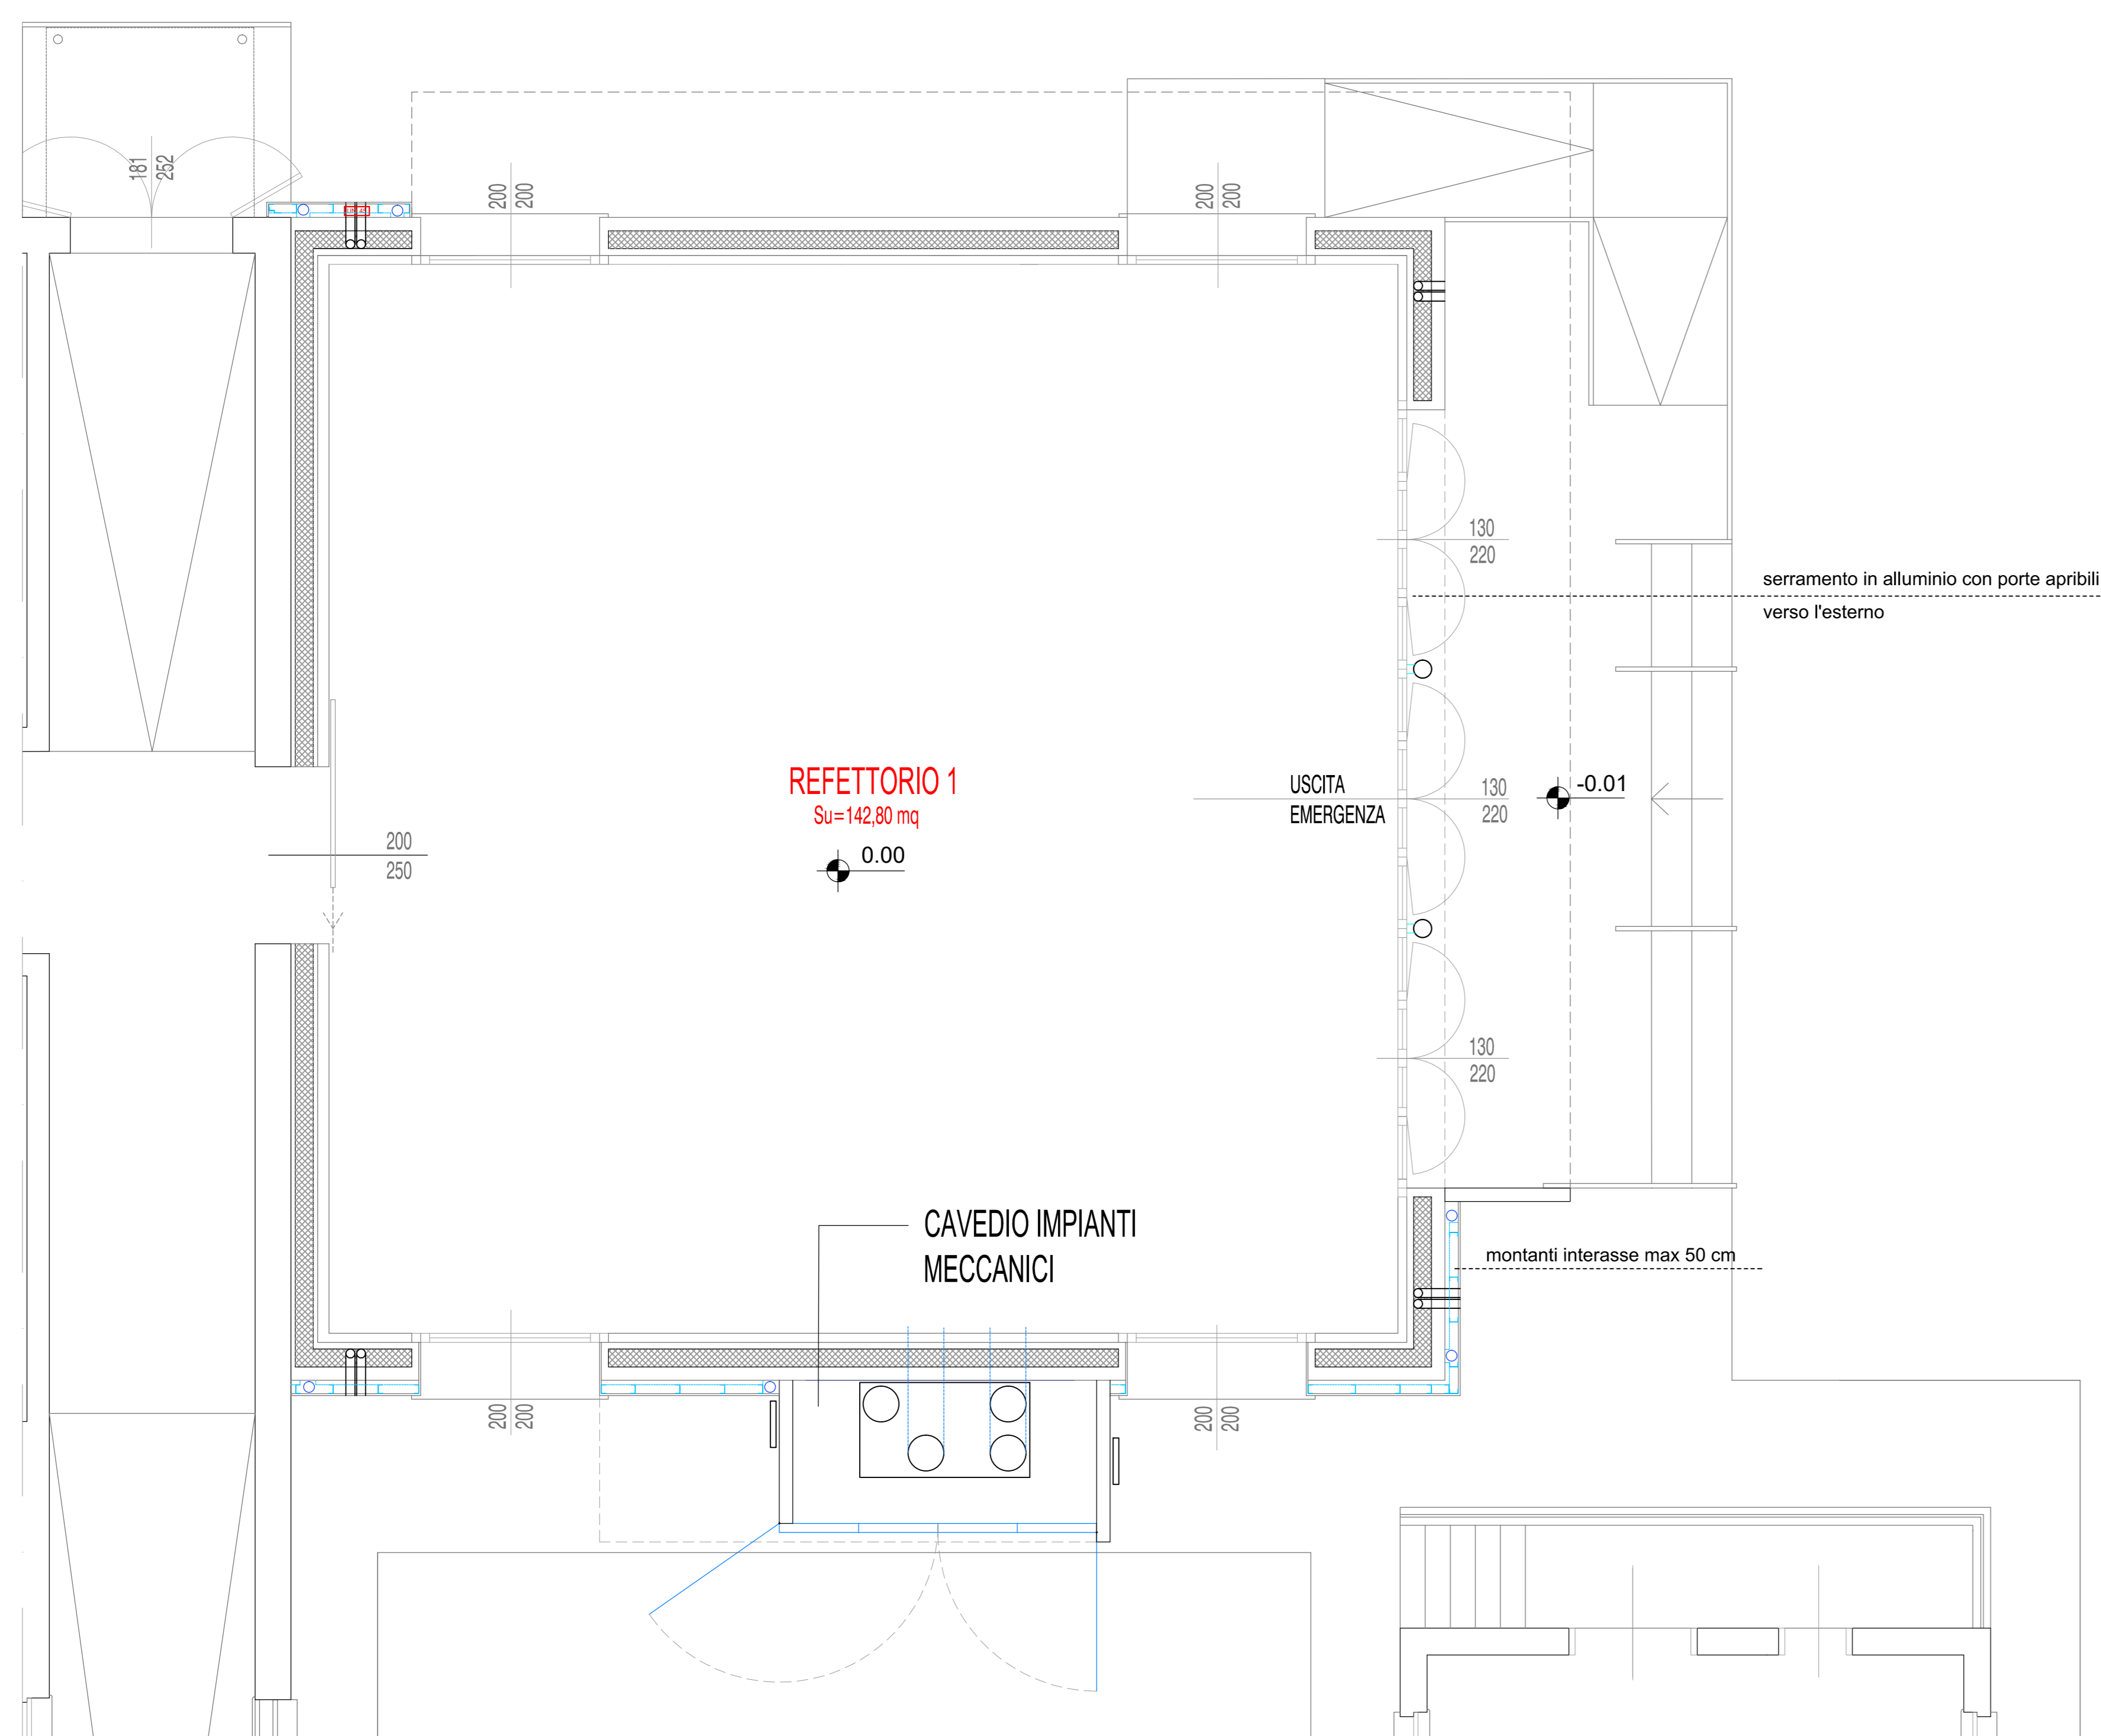 181
252
200
200
200
200
130
220
serramento in alluminio con porte apribili
verso l'esterno
REFETTORIO 1
Su=142,80 mq
0.00
USCITA
EMERGENZA
130
220
-0.01
200
250
130
220
CAVEDIO IMPIANTI
MECCANICI
montanti interasse max 50 cm
200
200
200
200